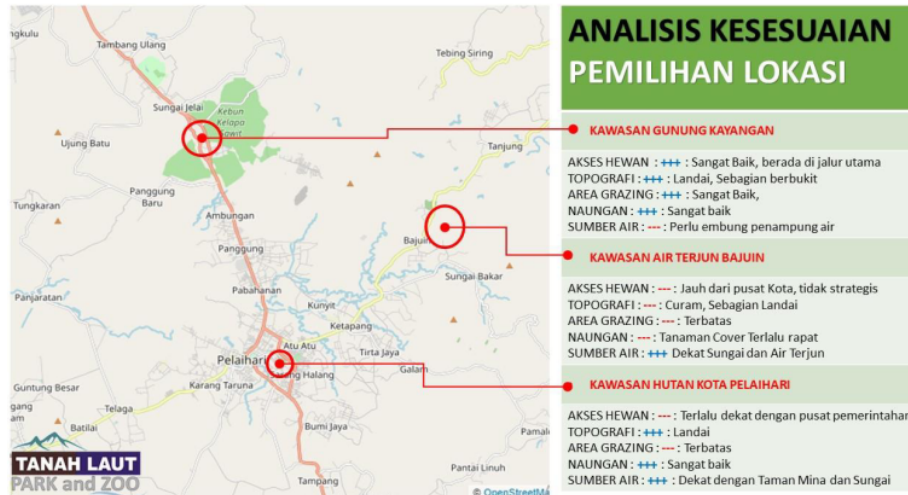 ngkulu
Tambang Ulang
Tebing Siring
Sungai Jelai
Kebun
Kelapa
Sawit
Ujung Batu
Tanjung
Panggung
Baru
Tungkaran
Ambungan
Panggung
Bajuin
Sungai Bakar
Panjaratan
Pabahanan
Kunyit
Ketapang
Atu Atu
Tirta Jaya
Pelaihari
Sarang Halang
Galam
Karang Taruna
Guntung Besar
Telaga
Batilai
Bumi Jaya
Pantai Linuh
Tampang
© OpenStreetMa
TANAH LAUT
PARK and ZOO
ANALISIS KESESUAIAN
PEMILIHAN LOKASI
KAWASAN GUNUNG KAYANGAN
AKSES HEWAN : +++ : Sangat Baik, berada di jalur utama
TOPOGRAFI : +++ : Landai, Sebagian berbukit
AREA GRAZING : +++ : Sangat Baik,
NAUNGAN : +++ : Sangat baik
SUMBER AIR : --- : Perlu embung penampung air
KAWASAN AIR TERJUN BAJUIN
AKSES HEWAN : --- : Jauh dari pusat Kota, tidak strategis
TOPOGRAFI : --- : Curam, Sebagian Landai
AREA GRAZING : --- : Terbatas
NAUNGAN : --- : Tanaman Cover Terlalu rapat
SUMBER AIR : +++ Dekat Sungai dan Air Terjun
KAWASAN HUTAN KOTA PELAIHARI
AKSES HEWAN : --- : Terlalu dekat dengan pusat pemerintahan
TOPOGRAFI : +++ : Landai
AREA GRAZING : --- : Terbatas
NAUNGAN : +++ : Sangat baik
SUMBER AIR : +++ : Dekat dengan Taman Mina dan Sungai